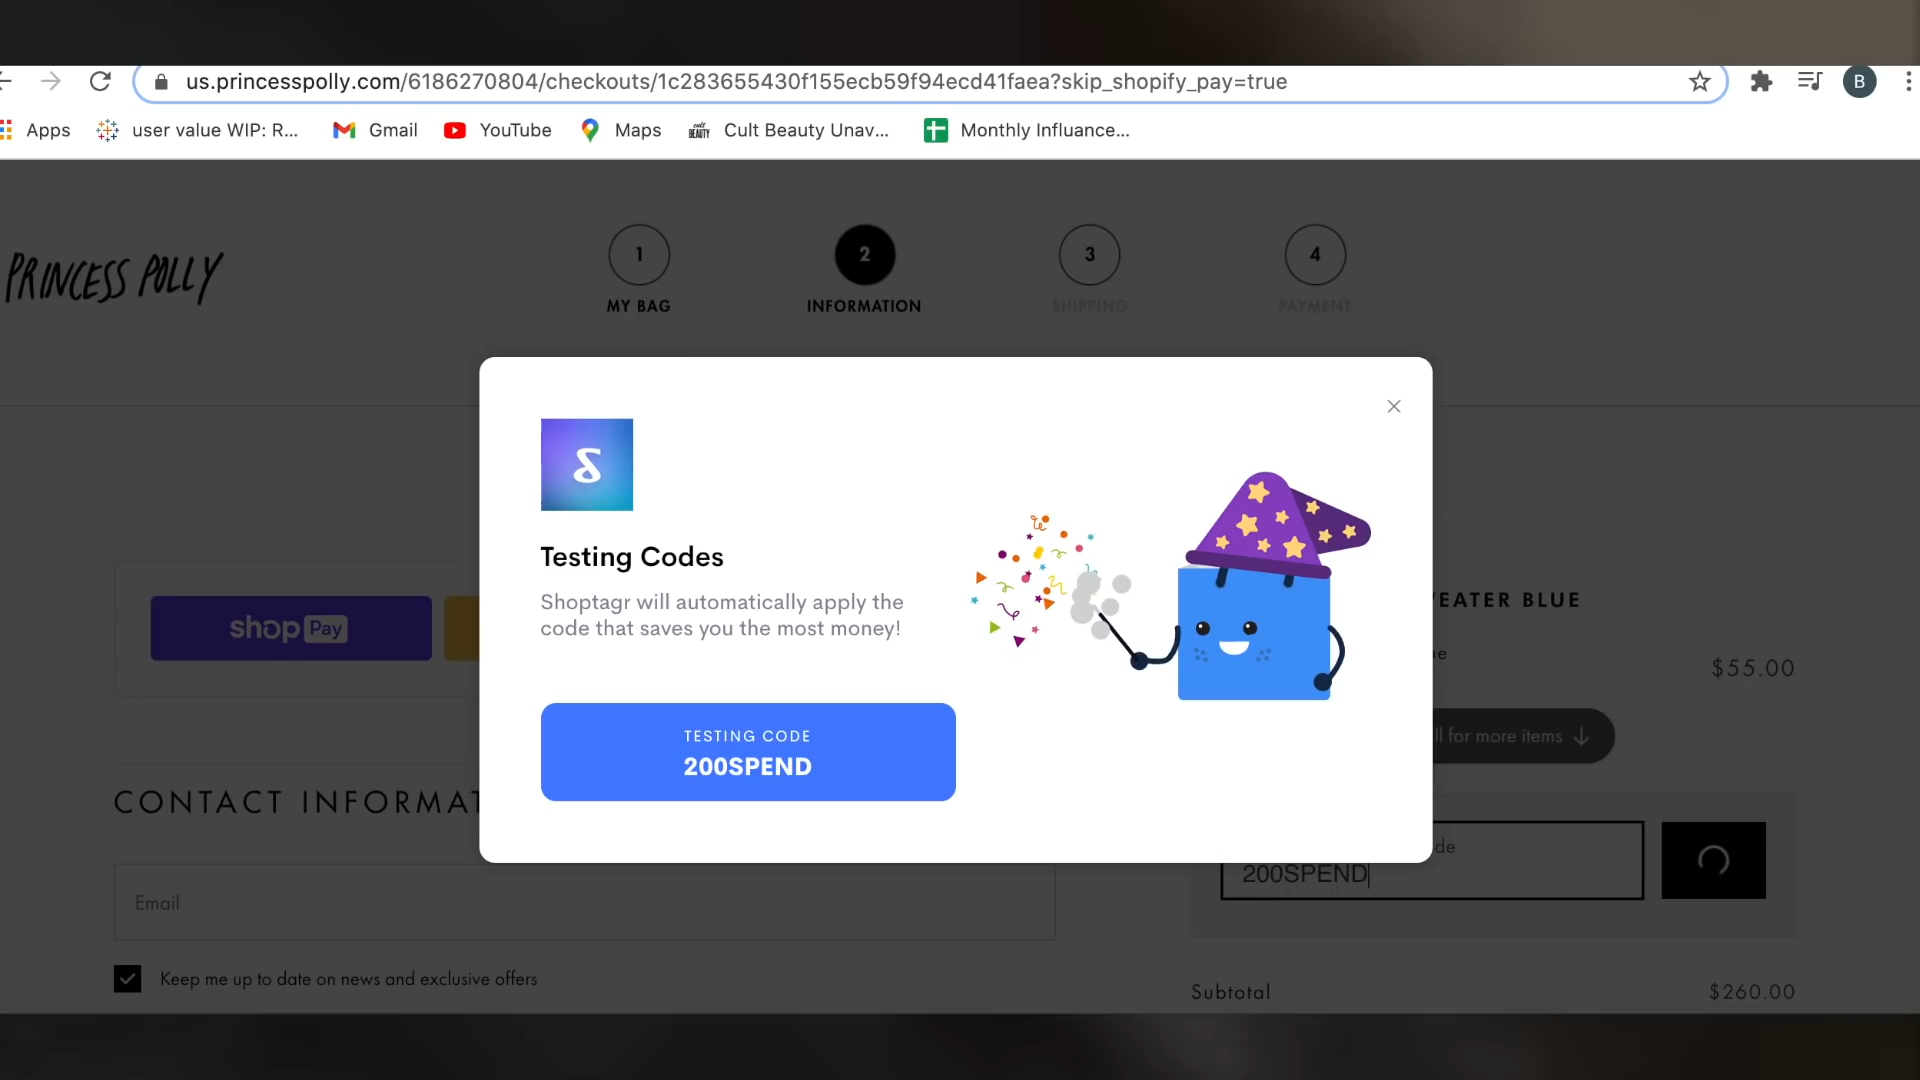 us.princesspolly.com/6186270804/checkouts/1c283655430f155ecb59f94ecd41faea?skip_shopify_pay=true
B
Apps
user value WIP: R...
Gmail
YouTube
Maps
CULT BEAUTY
Cult Beauty Unav...
Monthly Influance...
PRINCESS POLLY
1
2
3
4
MY BAG
INFORMATION
SHIPPING
PAYMENT
Testing Codes
Shoptagr will automatically apply the
code that saves you the most money!
TESTING CODE
200SPEND
shop Pay
EATER BLUE
$55.00
for more items
CONTACT INFORMAT
200SPEND
Email
Keep me up to date on news and exclusive offers
Subtotal
$260.00